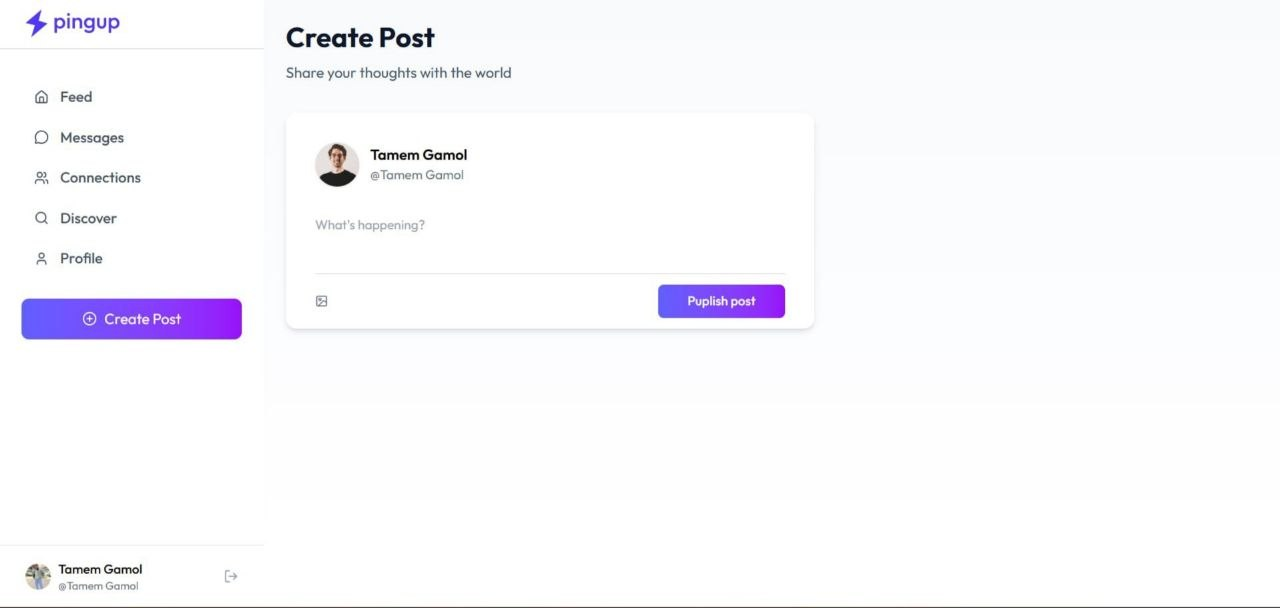 pingup
Feed
Messages
Connections
Discover
Profile
Create Post
Tamem Gamol
@Tamem Gamol
Create Post
Share your thoughts with the world
Tamem Gamol
@Tamem Gamol
What's happening?
Puplish post